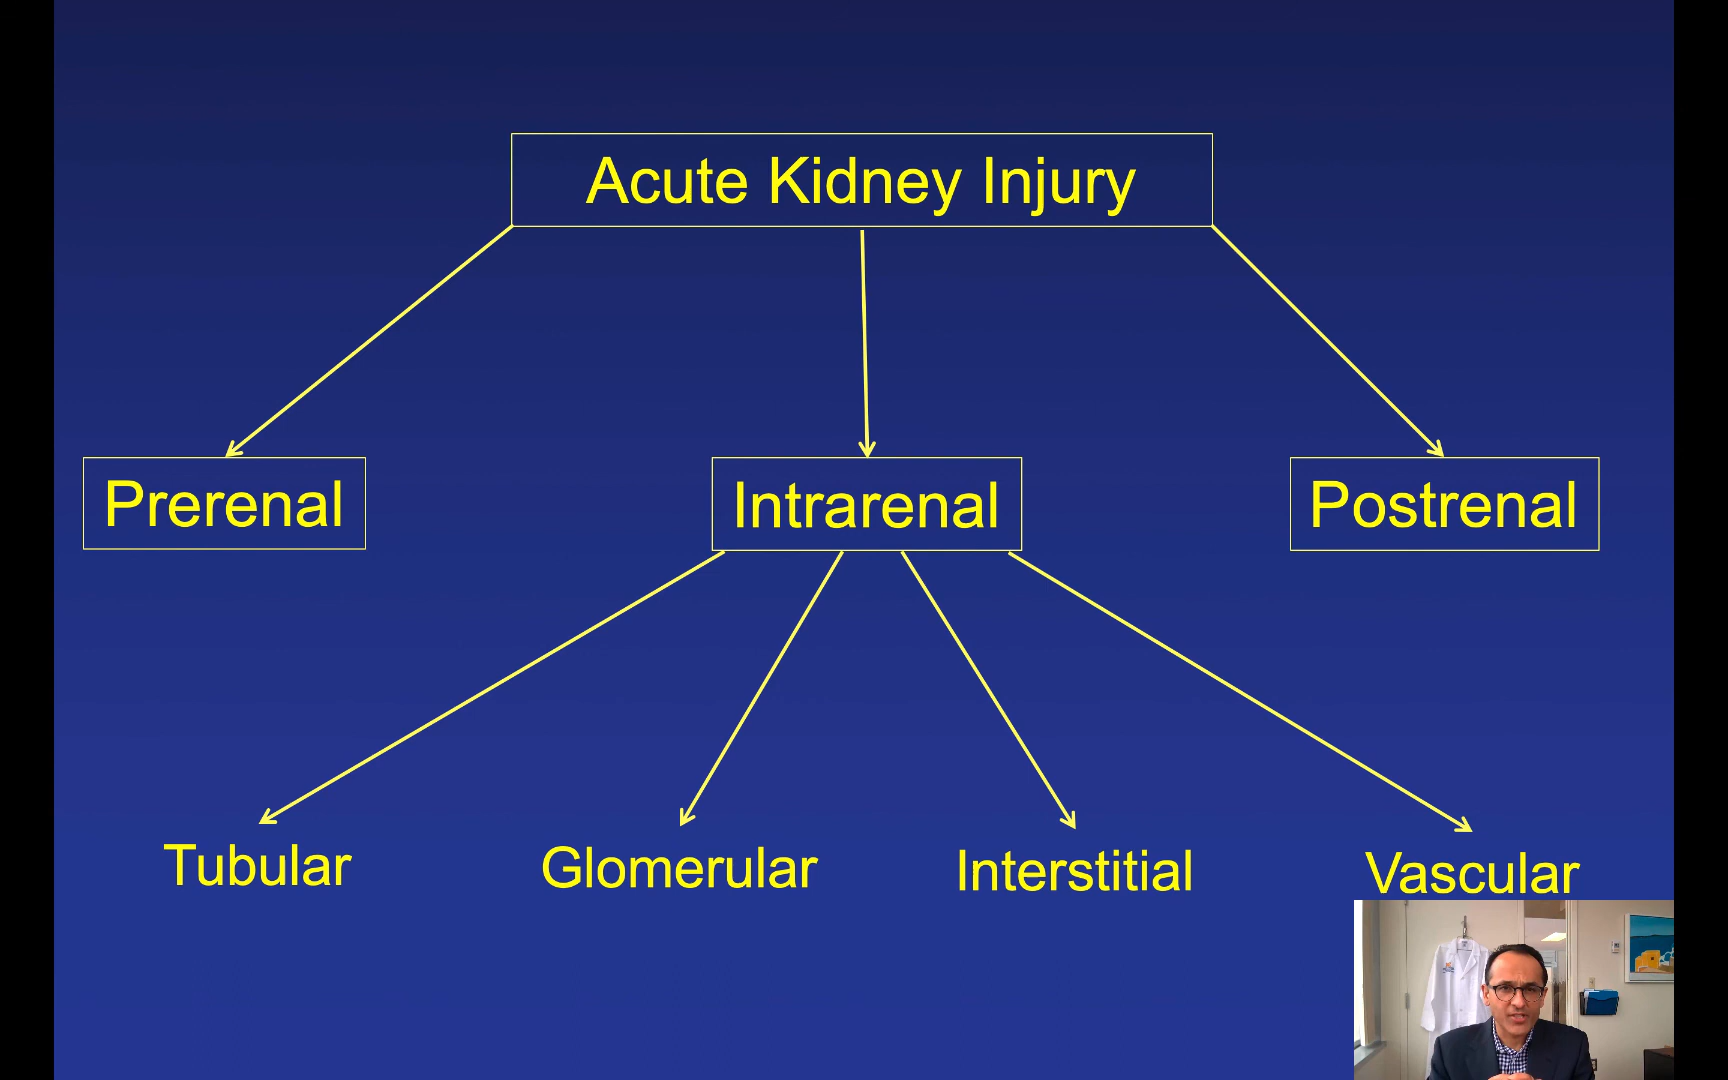 Acute Kidney Injury
Prerenal
Intrarenal
Postrenal
Tubular
Glomerular
Interstitial
Vascular